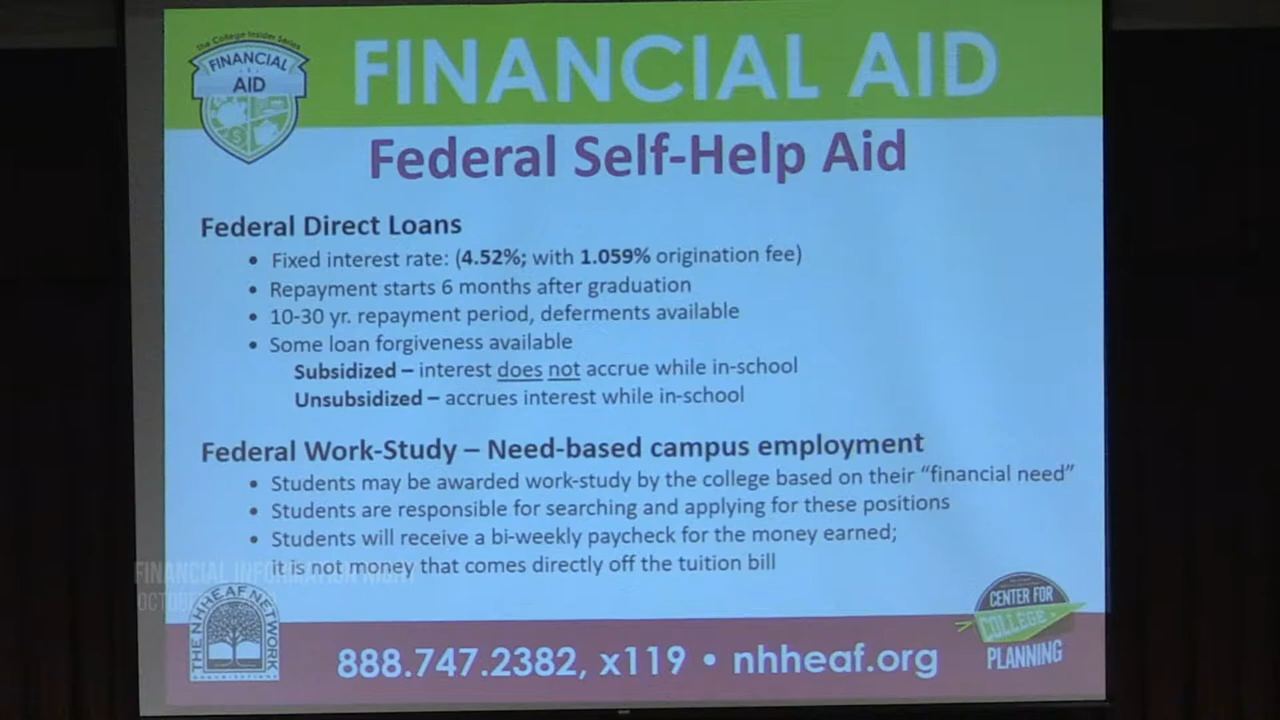 The College Insider Series
FINANCIAL
AID
FINANCIAL AID
Federal Self-Help Aid
Federal Direct Loans
• Fixed interest rate: (4.52%; with 1.059% origination fee)
• Repayment starts 6 months after graduation
• 10-30 yr. repayment period, deferments available
• Some loan forgiveness available
Subsidized – interest does not accrue while in-school
Unsubsidized – accrues interest while in-school
Federal Work-Study – Need-based campus employment
• Students may be awarded work-study by the college based on their “financial need”
• Students are responsible for searching and applying for these positions
• Students will receive a bi-weekly paycheck for the money earned;
it is not money that comes directly off the tuition bill
FINANCIAL INFORMATION NIGHT
THE NHHEAF NETWORK
ORGANIZATIONS
888.747.2382, x119 • nhheaf.org
CENTER FOR
COLLEGE
PLANNING